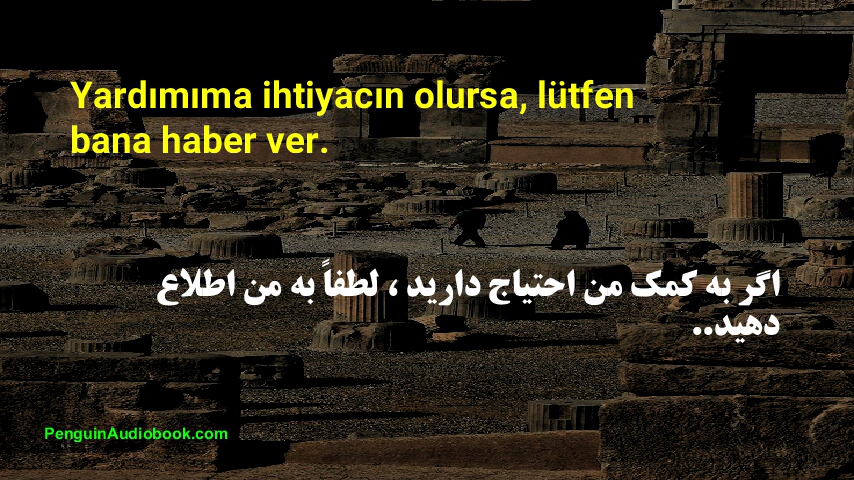 Yardımıma ihtiyacın olursa, lütfen
bana haber ver.
اگر به کمک من احتیاج دارید ، لطفاً به من اطلاع
دهید..
PenguinAudiobook.com